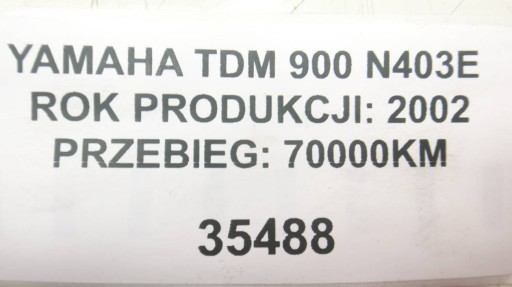 YAMAHA TDM 900 N403E
ROK PRODUKCJI: 2002
PRZEBIEG: 70000KM
35488